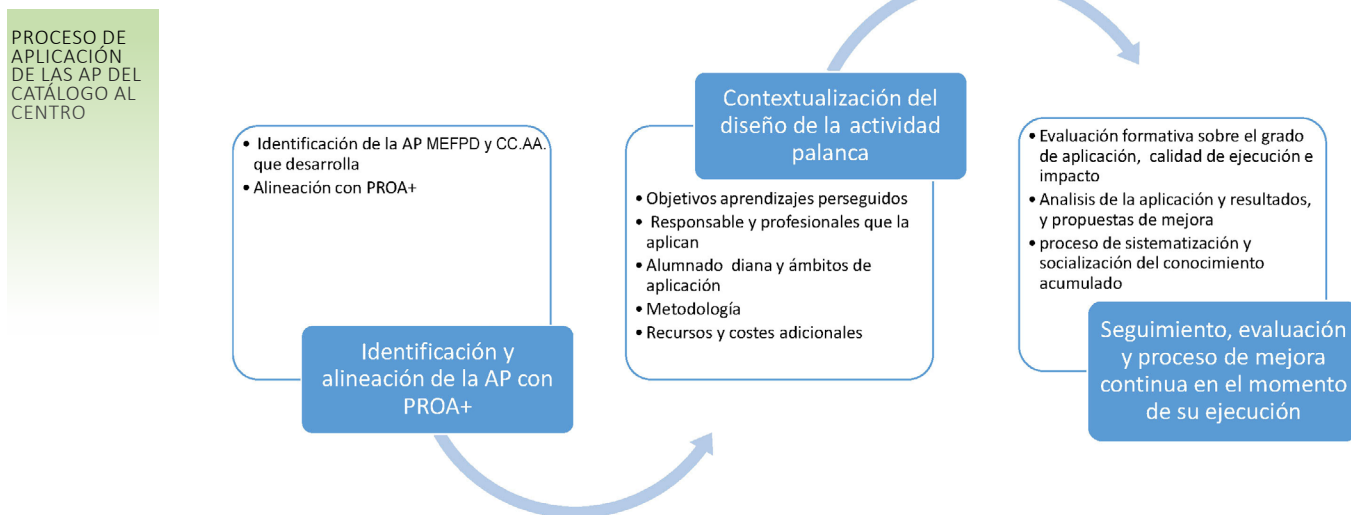 PROCESO DE
APLICACIÓN
DE LAS AP DEL
CATÁLOGO AL
CENTRO
• Identificación de la AP MEFPD y CC.AA.
que desarrolla
• Alineación con PROA+
Identificación y
alineación de la AP con
PROA+
Contextualización del
diseño de la actividad
palanca
• Objetivos aprendizajes perseguidos
• Responsable y profesionales que la
aplican
• Alumnado diana y ámbitos de
aplicación
• Metodología
• Recursos y costes adicionales
• Evaluación formativa sobre el grado
de aplicación, calidad de ejecución e
impacto
• Analisis de la aplicación y resultados,
y propuestas de mejora
• proceso de sistematización y
socialización del conocimiento
acumulado
Seguimiento, evaluación
y proceso de mejora
continua en el momento
de su ejecución